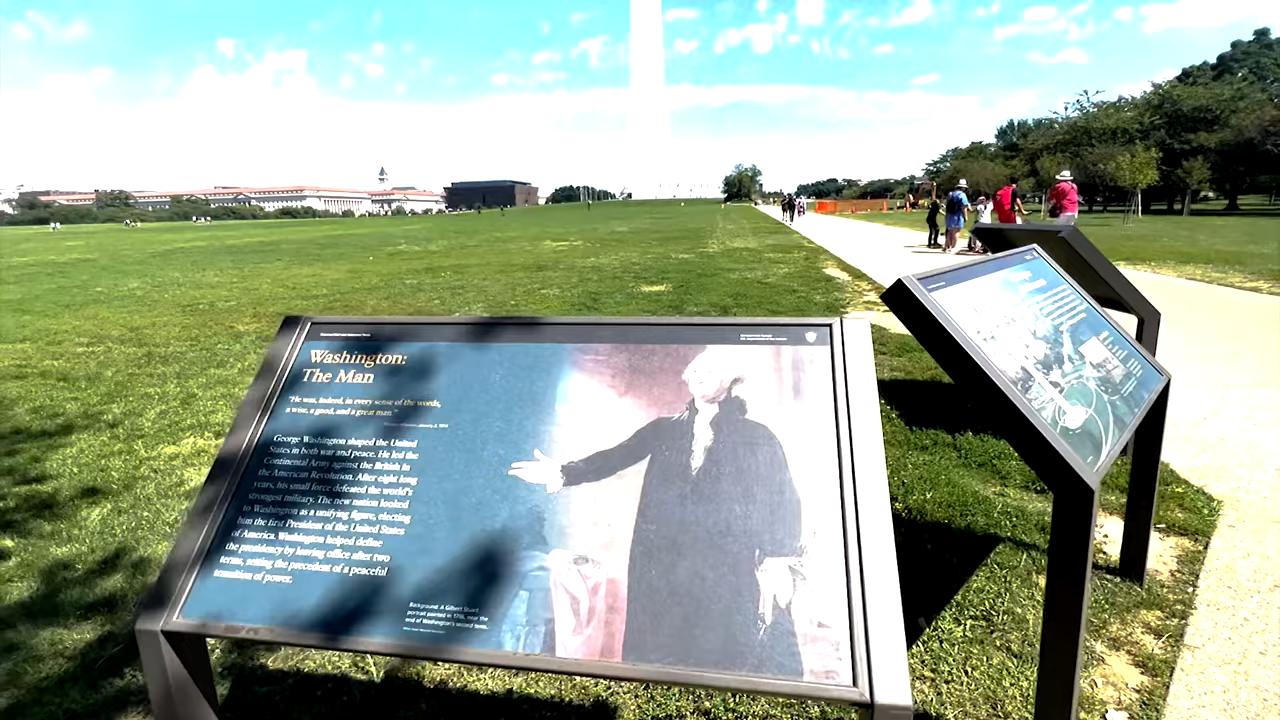 Washington:
The Man
"He was, indeed, in every sense of the words,
a wise, a good, and a great man."
George Washington shaped the United
States in both war and peace. He led the
Continental Army against the British in
the American Revolution. After eight long
years, his small force defeated the world's
strongest military. The new nation looked
to Washington as a unifying figure, electing
him the first President of the United States
of America. Washington helped define
the presidency by leaving office after two
terms, setting the precedent of a peaceful
transition of power.
Background: A Gilbert Stuart
portrait painted in 1796, near the
end of Washington's second term.